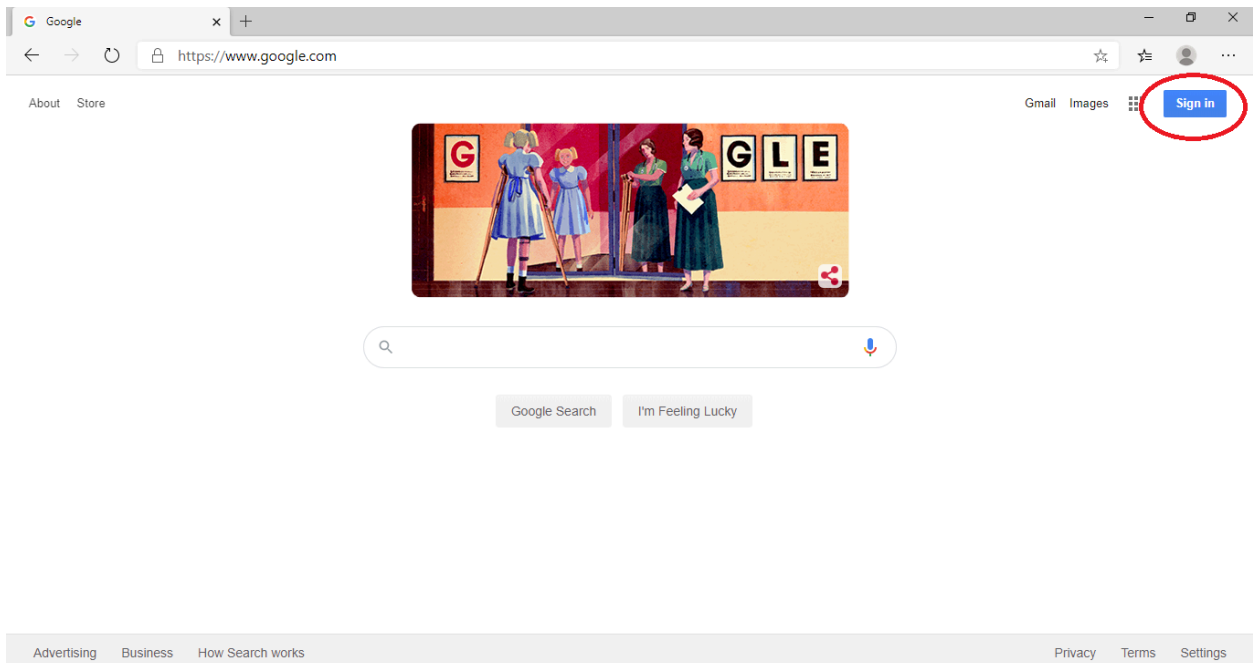 Google
https://www.google.com
About Store
Gmail Images Sign in
G G L E
Google Search I'm Feeling Lucky
Advertising Business How Search works
Privacy Terms Settings